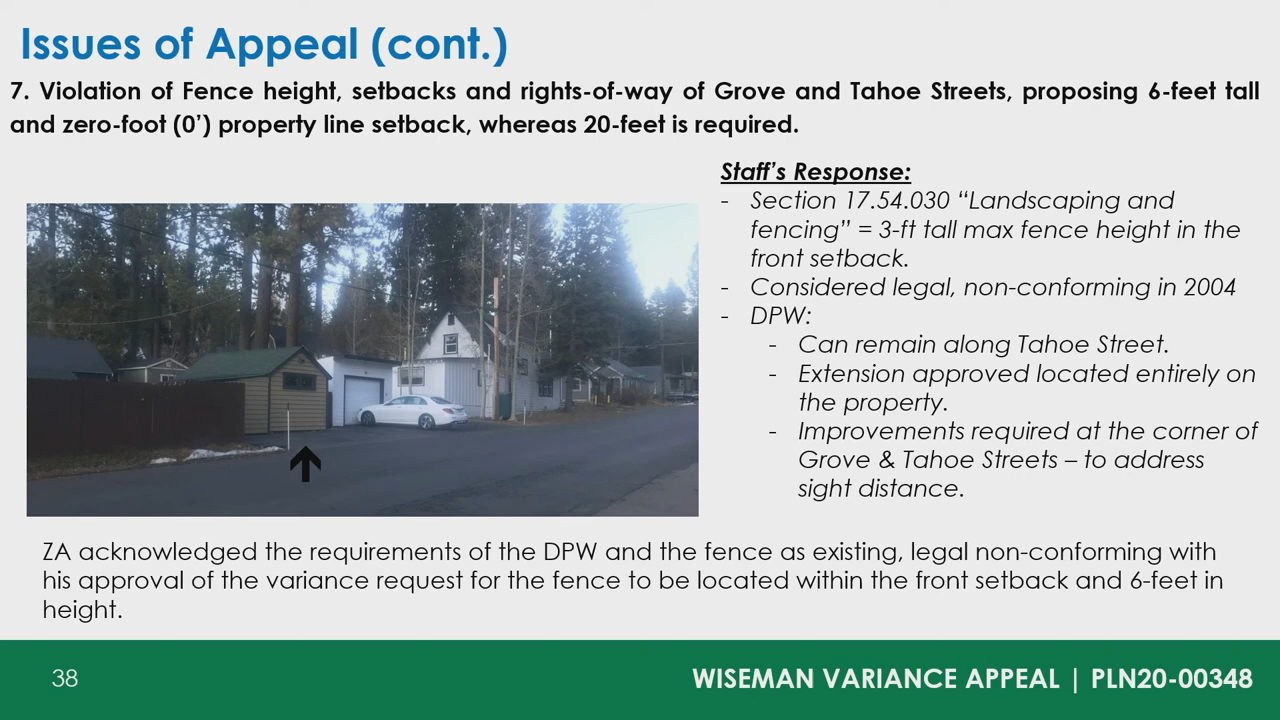 Issues of Appeal (cont.)
7. Violation of Fence height, setbacks and rights-of-way of Grove and Tahoe Streets, proposing 6-feet tall
and zero-foot (0’) property line setback, whereas 20-feet is required.
Staff’s Response:
- Section 17.54.030 “Landscaping and
fencing” = 3-ft tall max fence height in the
front setback.
- Considered legal, non-conforming in 2004
- DPW:
- Can remain along Tahoe Street.
- Extension approved located entirely on
the property.
- Improvements required at the corner of
Grove & Tahoe Streets – to address
sight distance.
ZA acknowledged the requirements of the DPW and the fence as existing, legal non-conforming with
his approval of the variance request for the fence to be located within the front setback and 6-feet in
height.
38
WISEMAN VARIANCE APPEAL | PLN20-00348